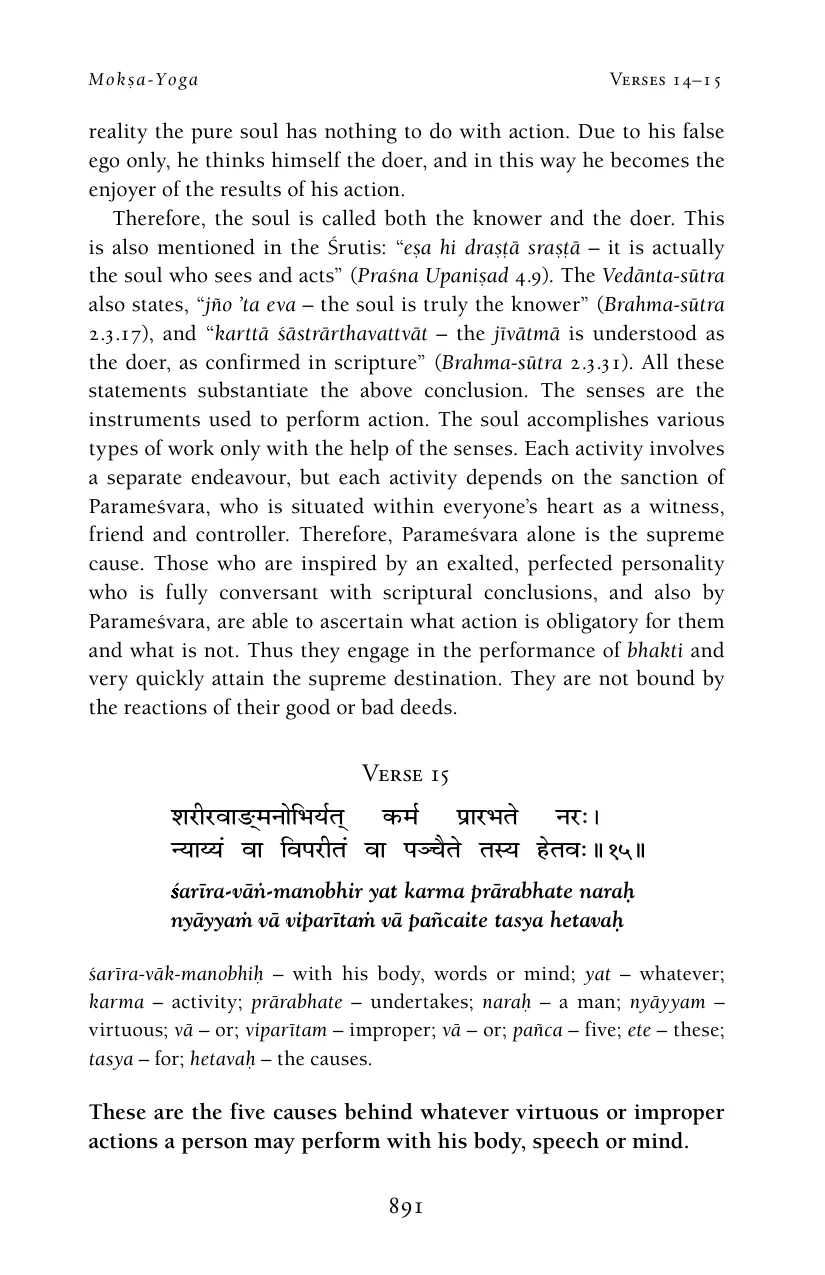 Mokṣa-Yoga Verses 14–15
reality the pure soul has nothing to do with action. Due to his false
ego only, he thinks himself the doer, and in this way he becomes the
enjoyer of the results of his action.
Therefore, the soul is called both the knower and the doer. This
is also mentioned in the Śrutis: “eṣa hi draṣṭā sraṣṭā – it is actually
the soul who sees and acts” (Praśna Upaniṣad 4.9). The Vedānta-sūtra
also states, “jño ’ta eva – the soul is truly the knower” (Brahma-sūtra
2.3.17), and “karttā śāstrārthavattvāt – the jīvātmā is understood as
the doer, as confirmed in scripture” (Brahma-sūtra 2.3.31). All these
statements substantiate the above conclusion. The senses are the
instruments used to perform action. The soul accomplishes various
types of work only with the help of the senses. Each activity involves
a separate endeavour, but each activity depends on the sanction of
Parameśvara, who is situated within everyone’s heart as a witness,
friend and controller. Therefore, Parameśvara alone is the supreme
cause. Those who are inspired by an exalted, perfected personality
who is fully conversant with scriptural conclusions, and also by
Parameśvara, are able to ascertain what action is obligatory for them
and what is not. Thus they engage in the performance of bhakti and
very quickly attain the supreme destination. They are not bound by
the reactions of their good or bad deeds.
Verse 15
शरीरवाङ्मनोभिर्यत् कर्म प्रारभते नरः।
न्याय्यं वा विपरीतं वा पञ्चैते तस्य हेतवः॥१५॥
śarīra-vāṅ-manobhir yat karma prārabhate naraḥ
nyāyyaṁ vā viparītaṁ vā pañcaite tasya hetavaḥ
śarīra-vāk-manobhiḥ – with his body, words or mind; yat – whatever;
karma – activity; prārabhate – undertakes; naraḥ – a man; nyāyyam –
virtuous; vā – or; viparītam – improper; vā – or; pañca – five; ete – these;
tasya – for; hetavaḥ – the causes.
These are the five causes behind whatever virtuous or improper
actions a person may perform with his body, speech or mind.
891